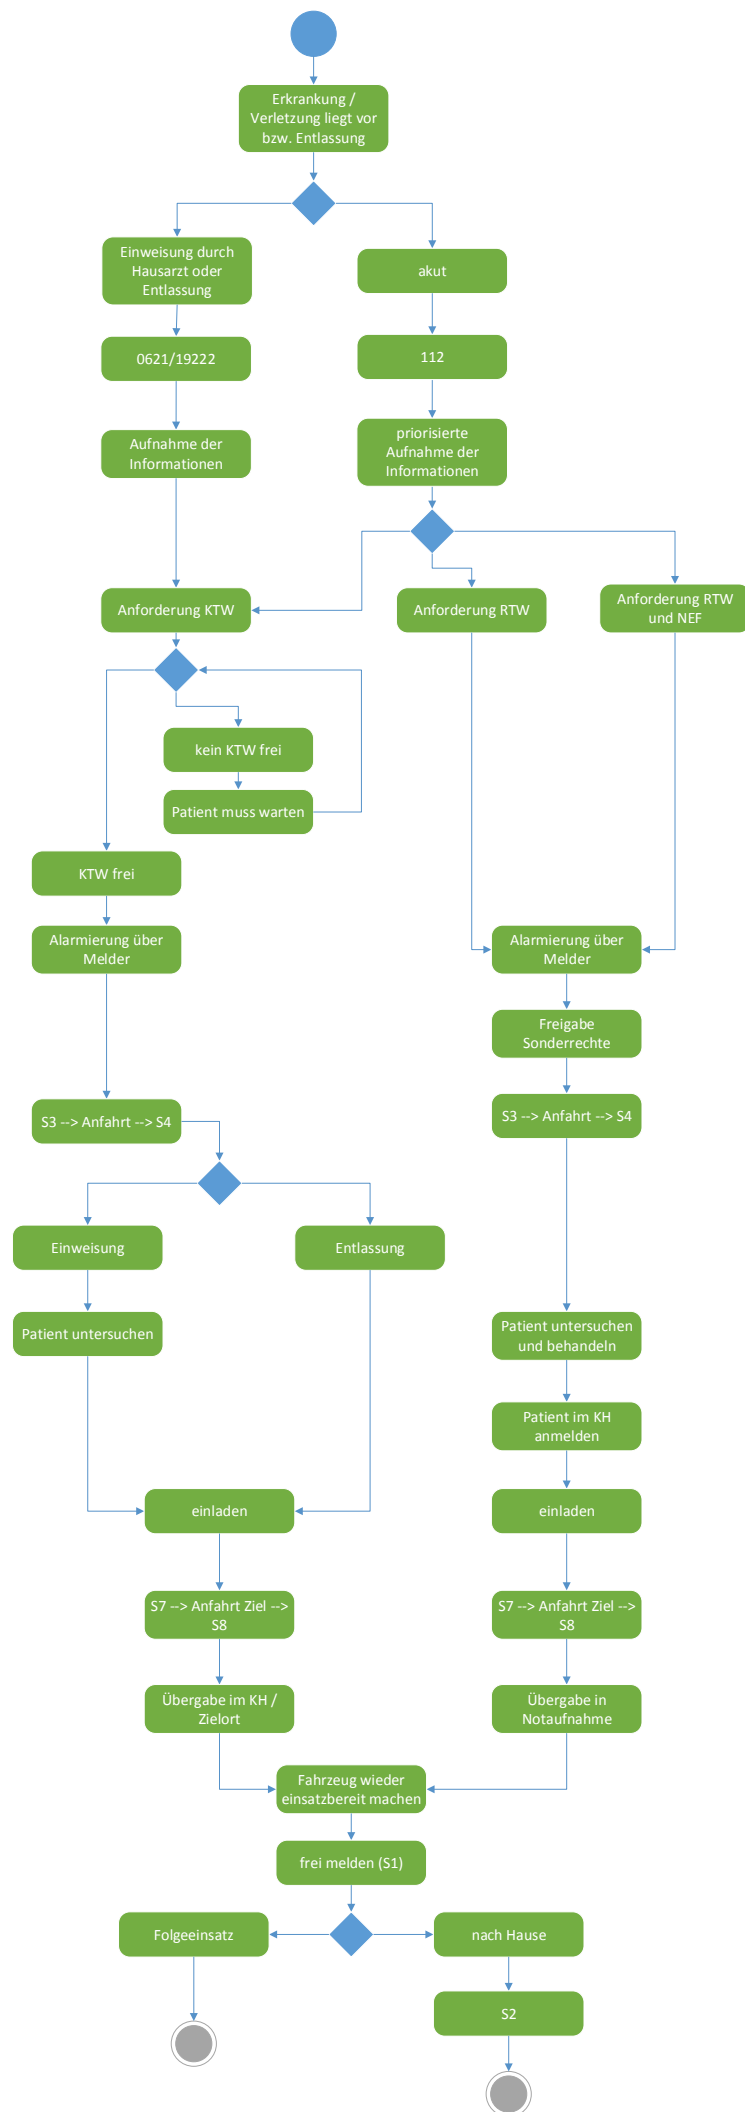 Erkrankung /
Verletzung liegt vor
bzw. Entlassung
Einweisung durch
Hausarzt oder
Entlassung
akut
0621/19222
112
Aufnahme der
Informationen
priorisierte
Aufnahme der
Informationen
Anforderung KTW
Anforderung RTW
Anforderung RTW
und NEF
kein KTW frei
Patient muss warten
KTW frei
Alarmierung über
Melder
Alarmierung über
Melder
Freigabe
Sonderrechte
S3 --> Anfahrt --> S4
S3 --> Anfahrt --> S4
Einweisung
Entlassung
Patient untersuchen
Patient untersuchen
und behandeln
Patient im KH
anmelden
einladen
einladen
S7 --> Anfahrt Ziel -->
S8
S7 --> Anfahrt Ziel -->
S8
Übergabe im KH /
Zielort
Übergabe in
Notaufnahme
Fahrzeug wieder
einsatzbereit machen
frei melden (S1)
Folgeeinsatz
nach Hause
S2